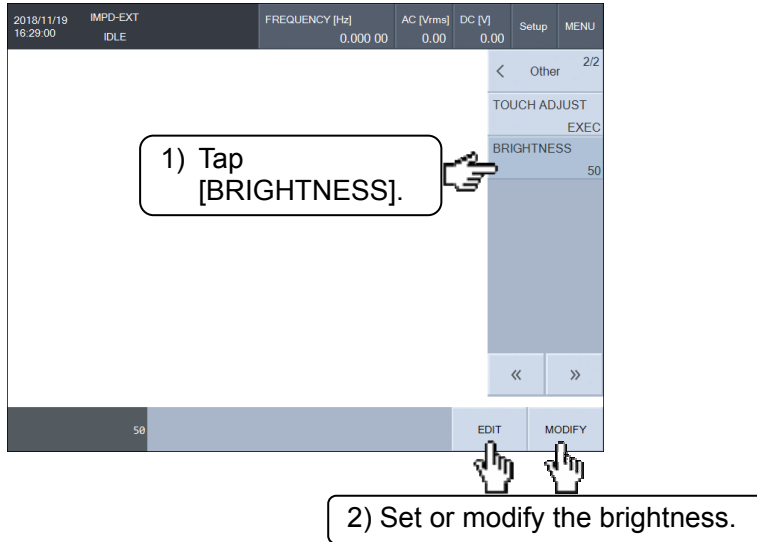 2018/11/19 IMPD-EXT FREQUENCY [Hz] AC [Vrms] DC [V] Setup MENU
16:29:00 IDLE 0.000 00 0.00 0.00
< Other 2/2
TOUCH ADJUST
EXEC
BRIGHTNESS
50
1) Tap
[BRIGHTNESS].
« »
50 EDIT MODIFY
2) Set or modify the brightness.